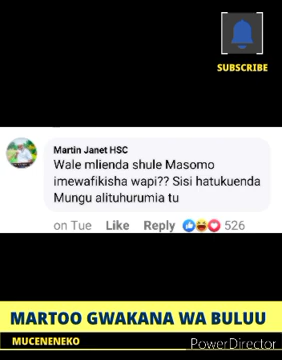 SUBSCRIBE
Martin Janet HSC
Wale mlienda shule Masomo
imewafikisha wapi?? Sisi hatukuenda
Mungu alituhurumia tu
on Tue Like Reply 526
MARTOO GWAKANA WA BULUU
MUCENENEKO
PowerDirector